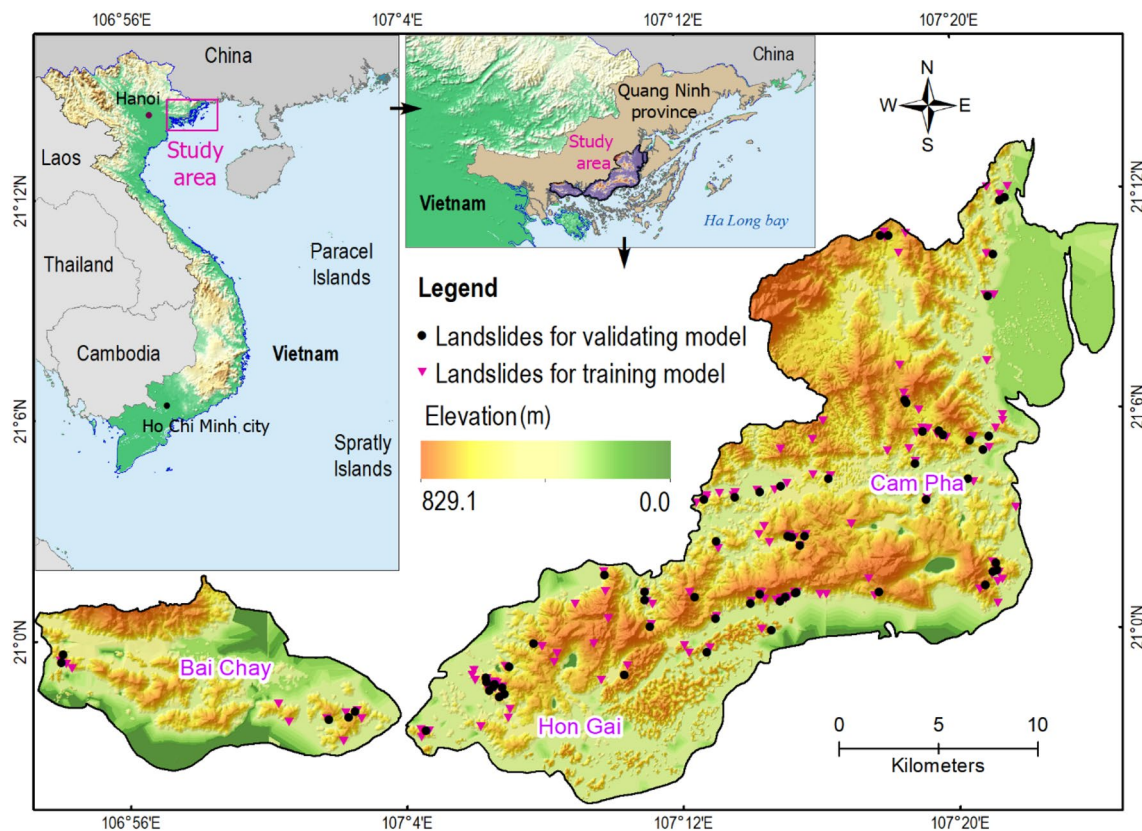 106°56'E
107°4'E
107°12'E
107°20'E
China
Hanoi
Laos
Study
area
Thailand
Paracel
Islands
Cambodia
Vietnam
Ho Chi Minh city
Spratly
Islands
China
Quang Ninh
province
Study
area
Vietnam
Ha Long bay
N
W
E
S
21°12'N
21°12'N
Legend
Landslides for validating model
Landslides for training model
Elevation (m)
829.1
0.0
21°6'N
21°6'N
Cam Pha
21°0'N
21°0'N
Bai Chay
Hon Gai
0
5
10
Kilometers
106°56'E
107°4'E
107°12'E
107°20'E